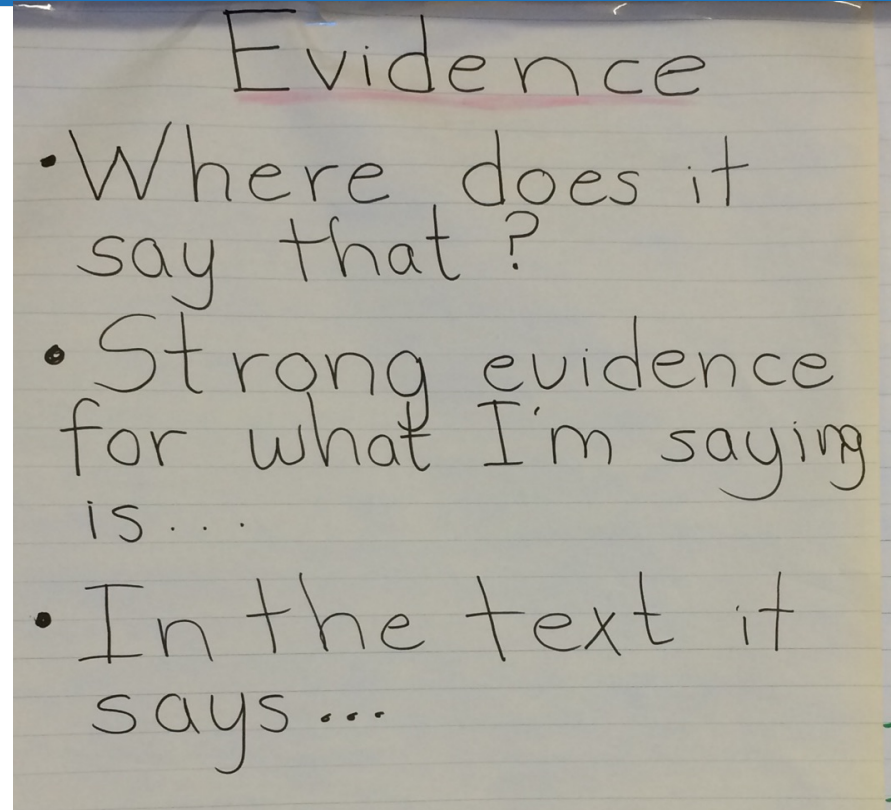 Evidence
• Where does it
say that?
• Strong evidence
for what I'm saying
is...
• In the text it
says...